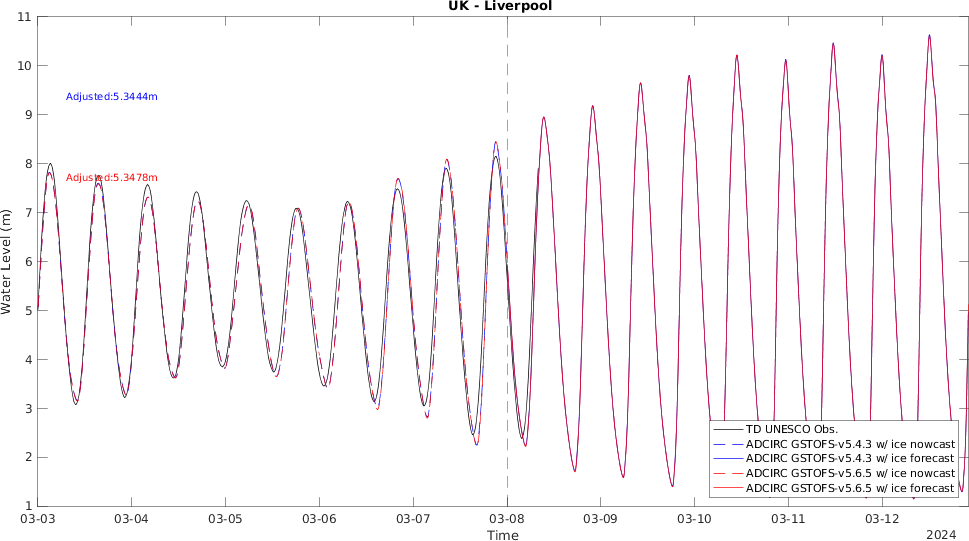 UK - Liverpool
11
10
9
8
7
6
5
4
3
2
1
Water Level (m)
Adjusted:5.3444m
Adjusted:5.3478m
TD UNESCO Obs.
ADCIRC GSTOFS-v5.4.3 w/ ice nowcast
ADCIRC GSTOFS-v5.4.3 w/ ice forecast
ADCIRC GSTOFS-v5.6.5 w/ ice nowcast
ADCIRC GSTOFS-v5.6.5 w/ ice forecast
03-03 03-04 03-05 03-06 03-07 03-08 03-09 03-10 03-11 03-12
Time
2024